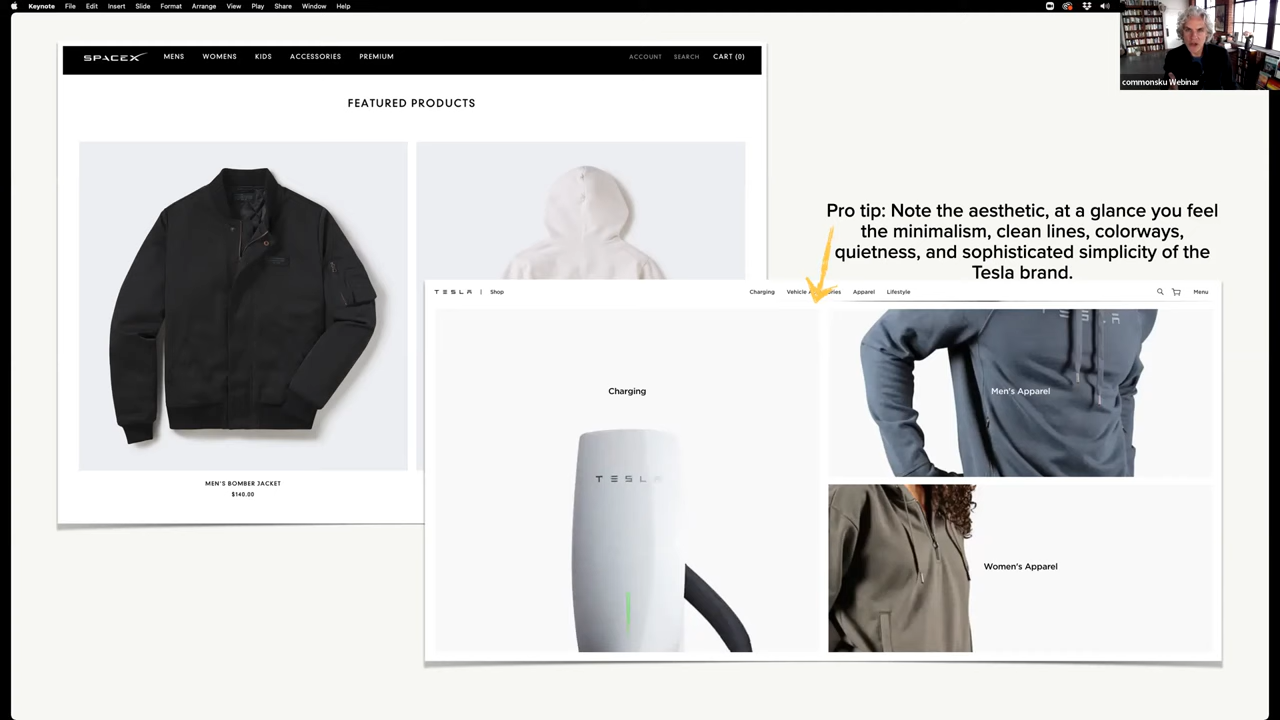 Keynote File Edit Insert Slide Format Arrange View Play Share Window Help
commonsku Webinar
SPACEX MENS WOMENS KIDS ACCESSORIES PREMIUM ACCOUNT SEARCH CART (0)
FEATURED PRODUCTS
MEN'S BOMBER JACKET
$140.00
Pro tip: Note the aesthetic, at a glance you feel
the minimalism, clean lines, colorways,
quietness, and sophisticated simplicity of the
Tesla brand.
TESLA | Shop Charging Vehicle Apparel Lifestyle Menu
Charging
TESLA
Men's Apparel
Women's Apparel